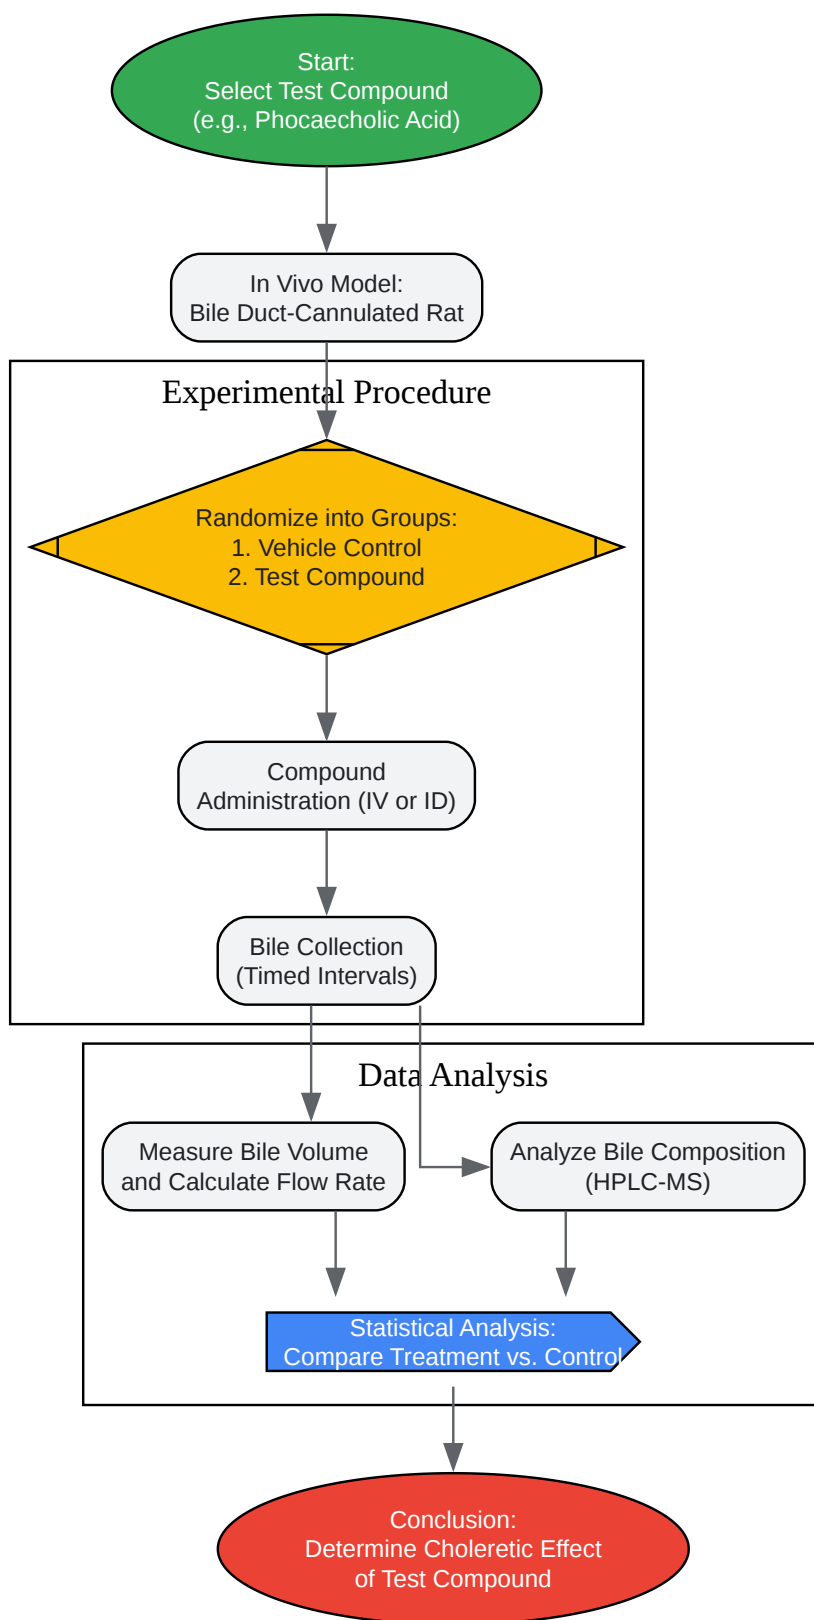 Start:
Select Test Compound
(e.g., Phocaecholic Acid)
In Vivo Model:
Bile Duct-Cannulated Rat
Experimental Procedure
Randomize into Groups:
1. Vehicle Control
2. Test Compound
Compound
Administration (IV or ID)
Bile Collection
(Timed Intervals)
Data Analysis
Measure Bile Volume
and Calculate Flow Rate
Analyze Bile Composition
(HPLC-MS)
Statistical Analysis:
Compare Treatment vs. Control
Conclusion:
Determine Choleretic Effect
of Test Compound